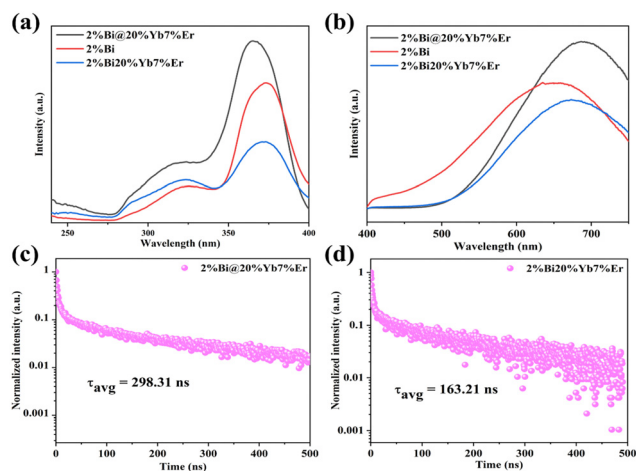 (a)
2%Bi@20%Yb7%Er
2%Bi
2%Bi20%Yb7%Er
Intensity (a.u.)
250 300 350 400
Wavelength (nm)
(b)
2%Bi@20%Yb7%Er
2%Bi
2%Bi20%Yb7%Er
Intensity (a.u.)
400 500 600 700
Wavelength (nm)
(c)
2%Bi@20%Yb7%Er
Normalized intensity (a.u.)
1
0.1
0.01
0.001
τavg = 298.31 ns
0 100 200 300 400 500
Time (ns)
(d)
2%Bi20%Yb7%Er
Normalized intensity (a.u.)
1
0.1
0.01
0.001
τavg = 163.21 ns
0 100 200 300 400 500
Time (ns)